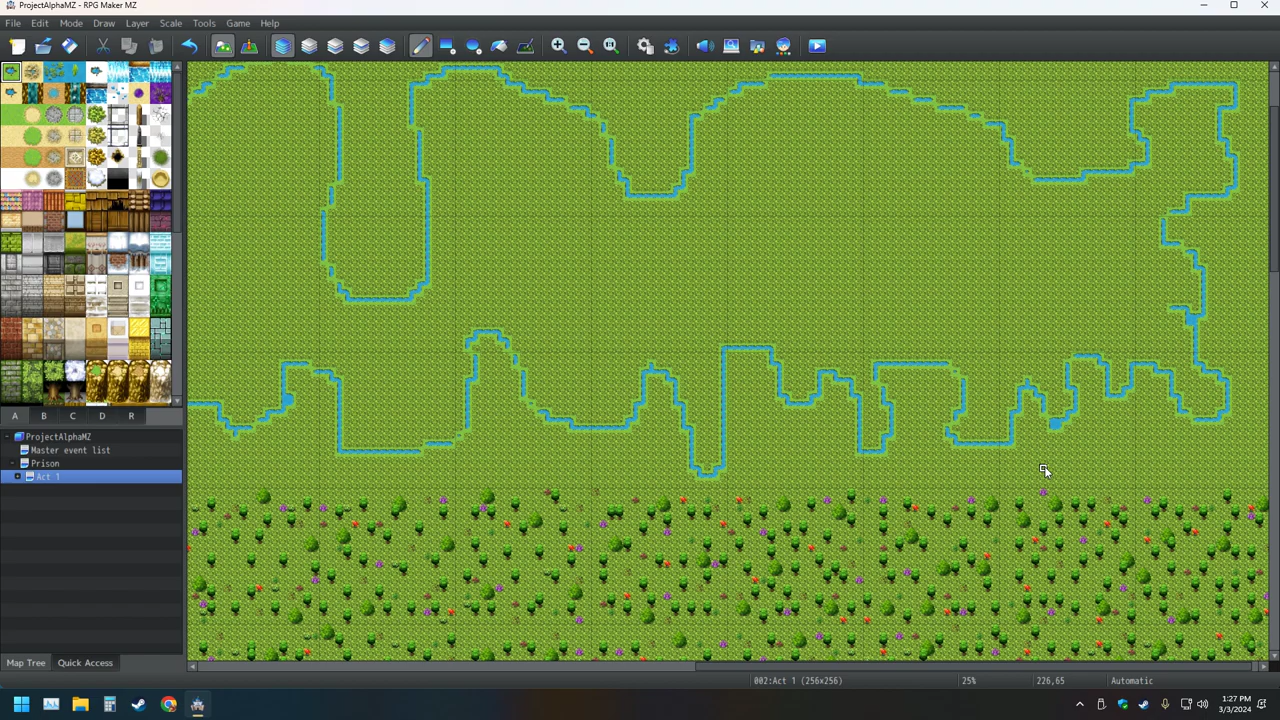 ProjectAlphaMZ - RPG Maker MZ
File Edit Mode Draw Layer Scale Tools Game Help
1:1
A B C D R
ProjectAlphaMZ
Master event list
Prison
Act 1
Map Tree Quick Access
002:Act 1 (256x256) 25% 226,65 Automatic
1:27 PM
3/3/2024